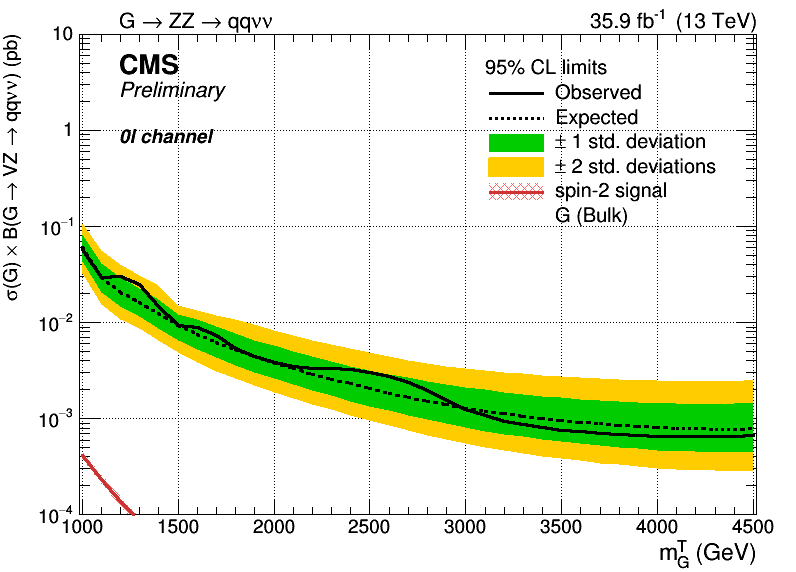 G → ZZ → qqνν
35.9 fb⁻¹ (13 TeV)
σ(G) × B(G → VZ → qqνν) (pb)
10
1
10⁻¹
10⁻²
10⁻³
10⁻⁴
CMS
Preliminary
0l channel
95% CL limits
Observed
Expected
± 1 std. deviation
± 2 std. deviations
spin-2 signal
G (Bulk)
1000 1500 2000 2500 3000 3500 4000 4500
m_G^T (GeV)